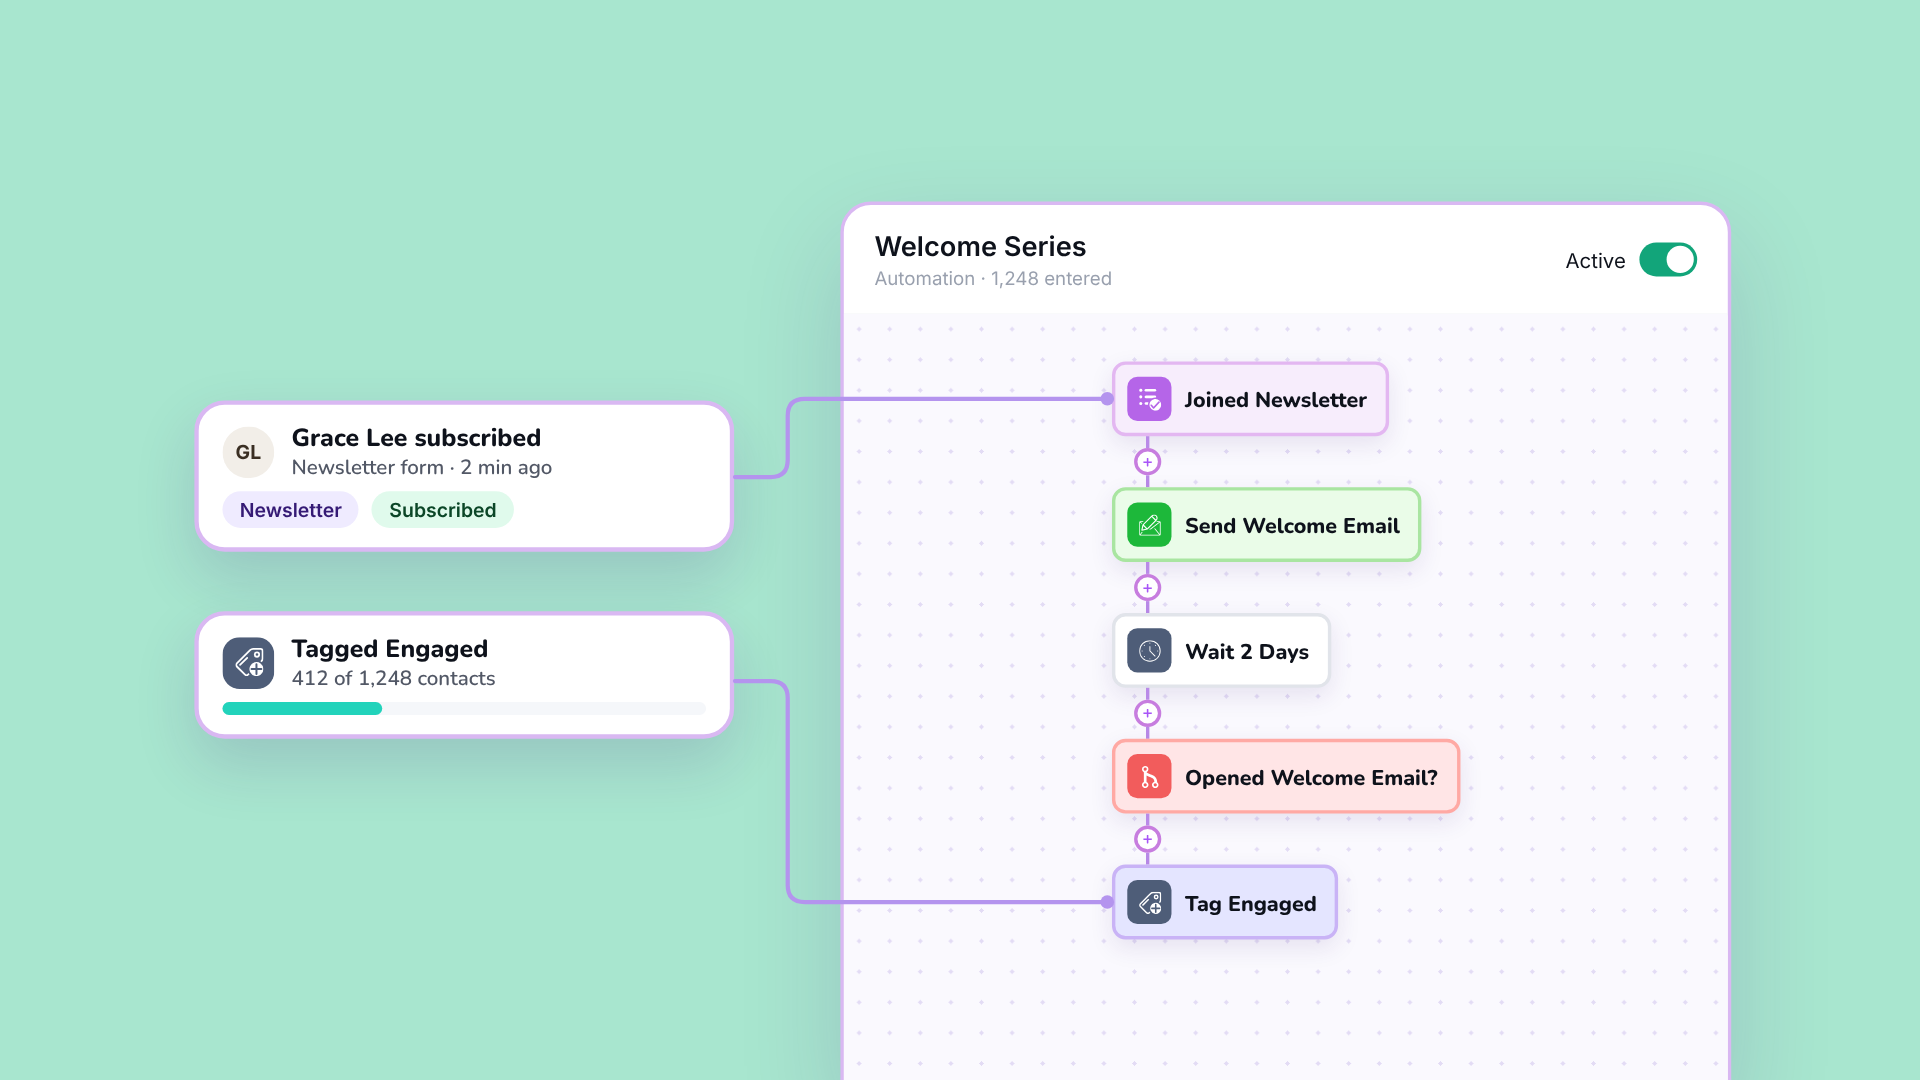 Welcome Series
Automation · 1,248 entered
Active
GL
Grace Lee subscribed
Newsletter form · 2 min ago
Newsletter
Subscribed
Tagged Engaged
412 of 1,248 contacts
Joined Newsletter
Send Welcome Email
Wait 2 Days
Opened Welcome Email?
Tag Engaged